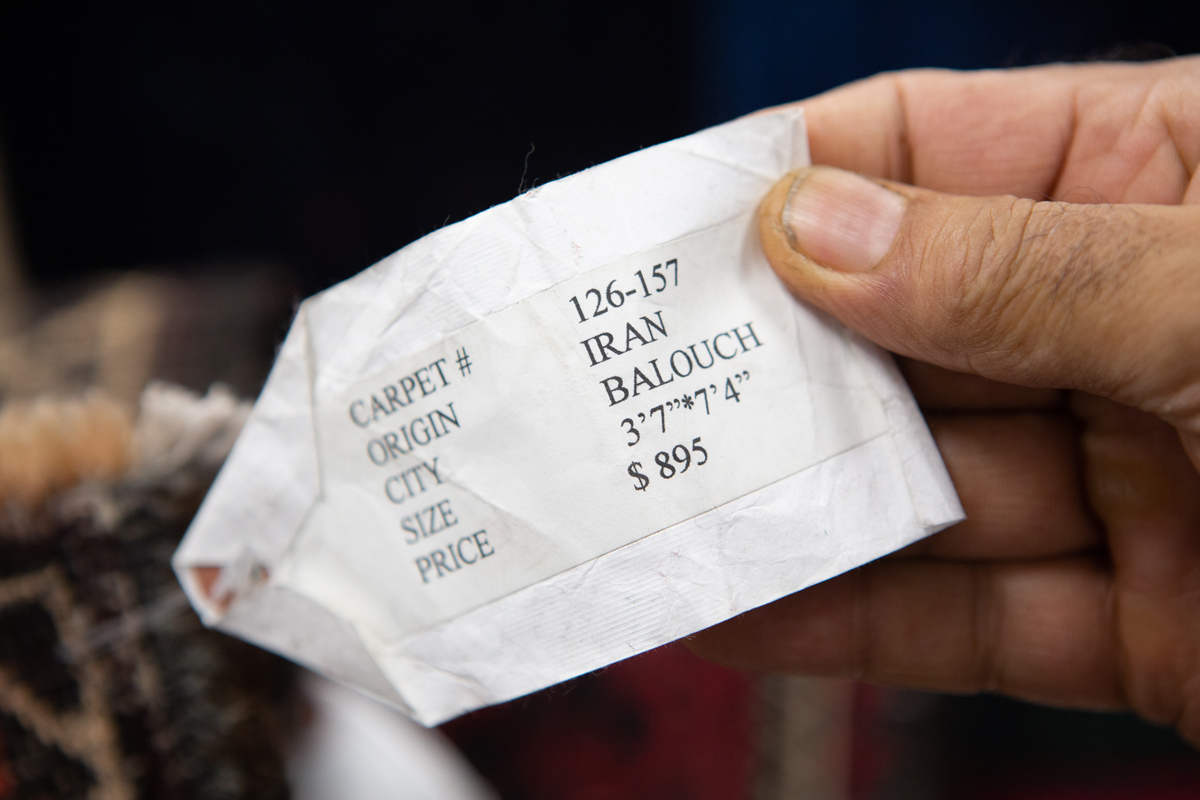 CARPET # 126-157
ORIGIN IRAN
CITY BALOUCH
SIZE 3’7”*7’4”
PRICE $ 895